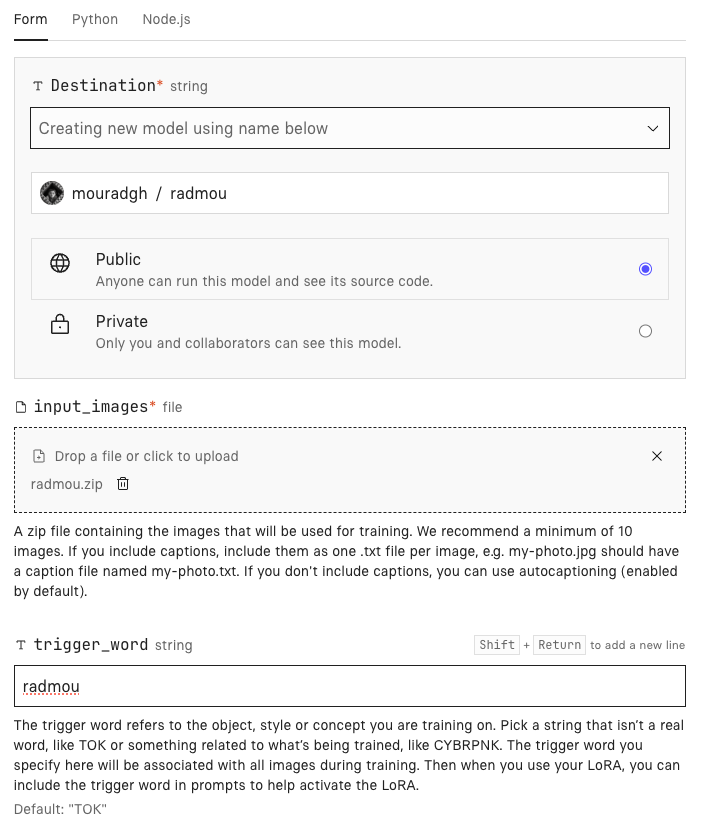 Form Python Node.js
Destination* string
Creating new model using name below
mouradgh / radmou
Public
Anyone can run this model and see its source code.
Private
Only you and collaborators can see this model.
input_images* file
Drop a file or click to upload
radmou.zip
A zip file containing the images that will be used for training. We recommend a minimum of 10
images. If you include captions, include them as one .txt file per image, e.g. my-photo.jpg should have
a caption file named my-photo.txt. If you don't include captions, you can use autocaptioning (enabled
by default).
trigger_word string Shift + Return to add a new line
radmou
The trigger word refers to the object, style or concept you are training on. Pick a string that isn’t a real
word, like TOK or something related to what’s being trained, like CYBRPNK. The trigger word you
specify here will be associated with all images during training. Then when you use your LoRA, you can
include the trigger word in prompts to help activate the LoRA.
Default: "TOK"